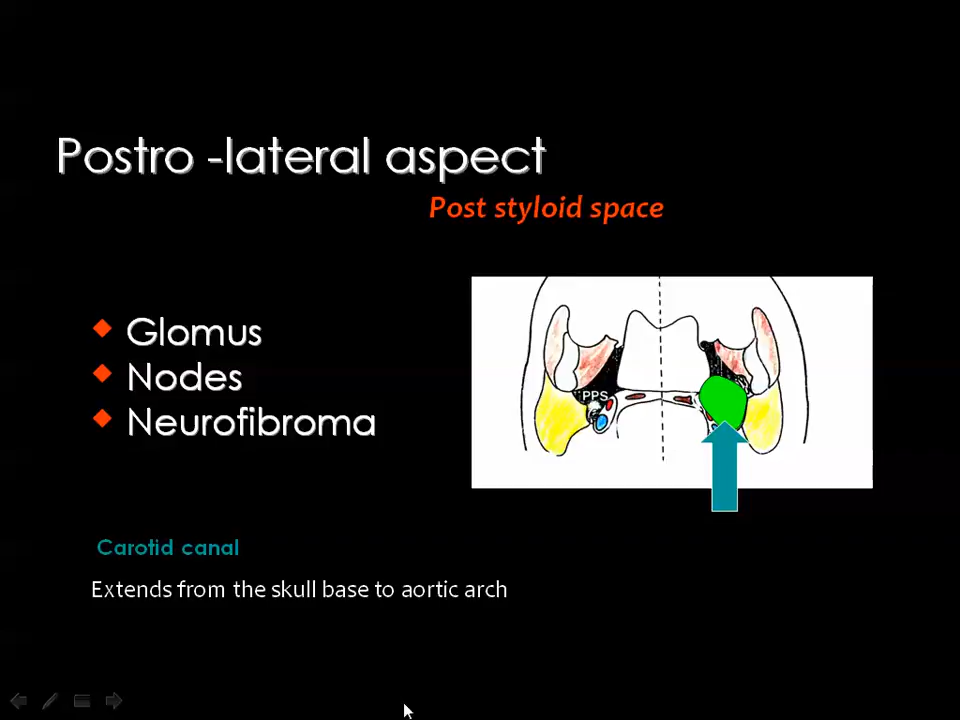 Postro -lateral aspect
Post styloid space
Glomus
Nodes
Neurofibroma
PPS
Carotid canal
Extends from the skull base to aortic arch